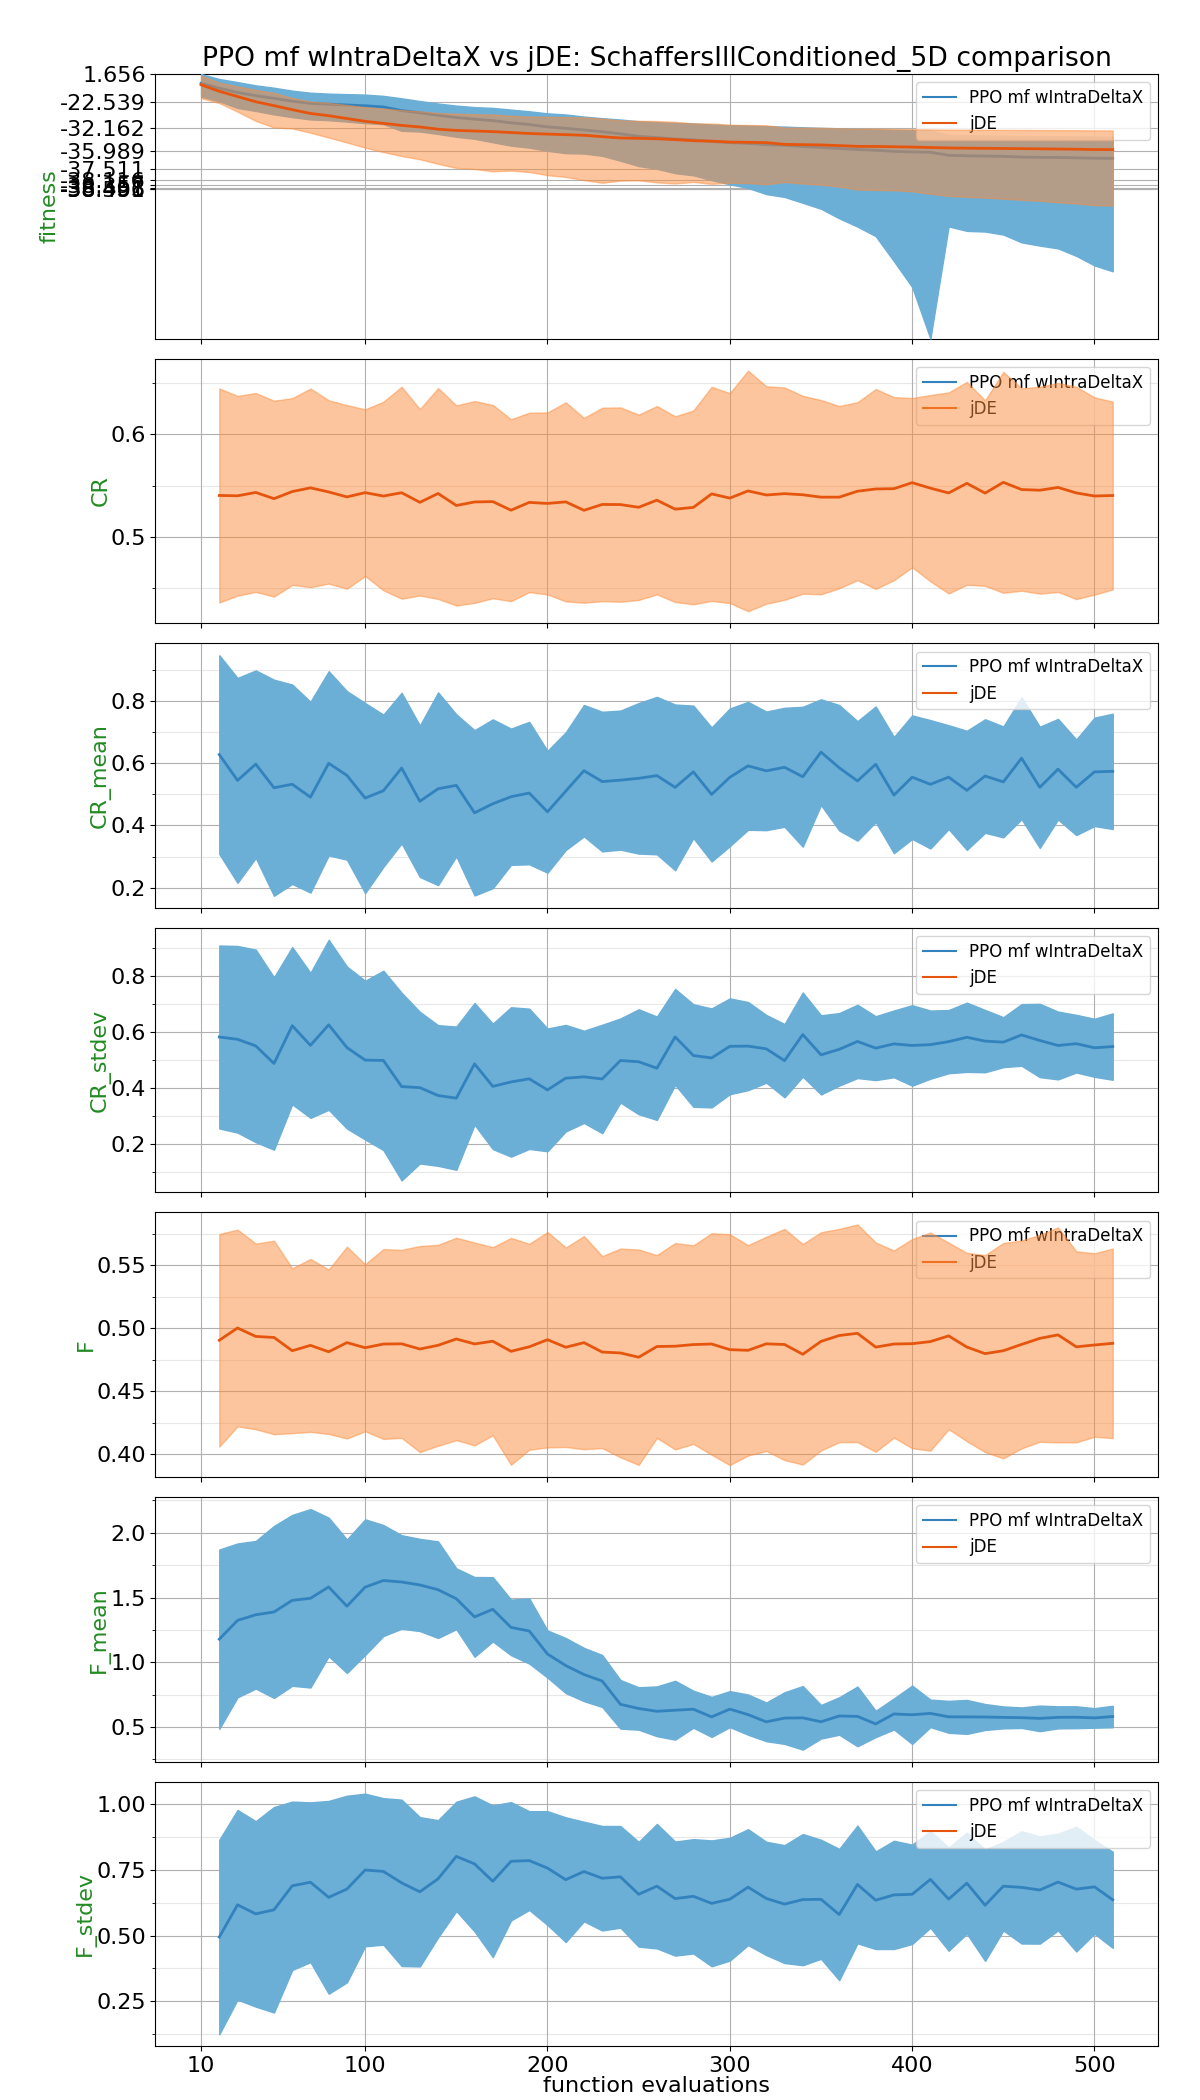 PPO mf wIntraDeltaX vs jDE: SchaffersIllConditioned_5D comparison
1.656
-22.539
-32.162
-35.989
-37.511
fitness
PPO mf wIntraDeltaX
jDE
0.6
0.5
CR
PPO mf wIntraDeltaX
jDE
0.8
0.6
0.4
0.2
CR_mean
PPO mf wIntraDeltaX
jDE
0.8
0.6
0.4
0.2
CR_stdev
PPO mf wIntraDeltaX
jDE
0.55
0.50
0.45
0.40
F
PPO mf wIntraDeltaX
jDE
2.0
1.5
1.0
0.5
F_mean
PPO mf wIntraDeltaX
jDE
1.00
0.75
0.50
0.25
F_stdev
PPO mf wIntraDeltaX
jDE
10 100 200 300 400 500
function evaluations